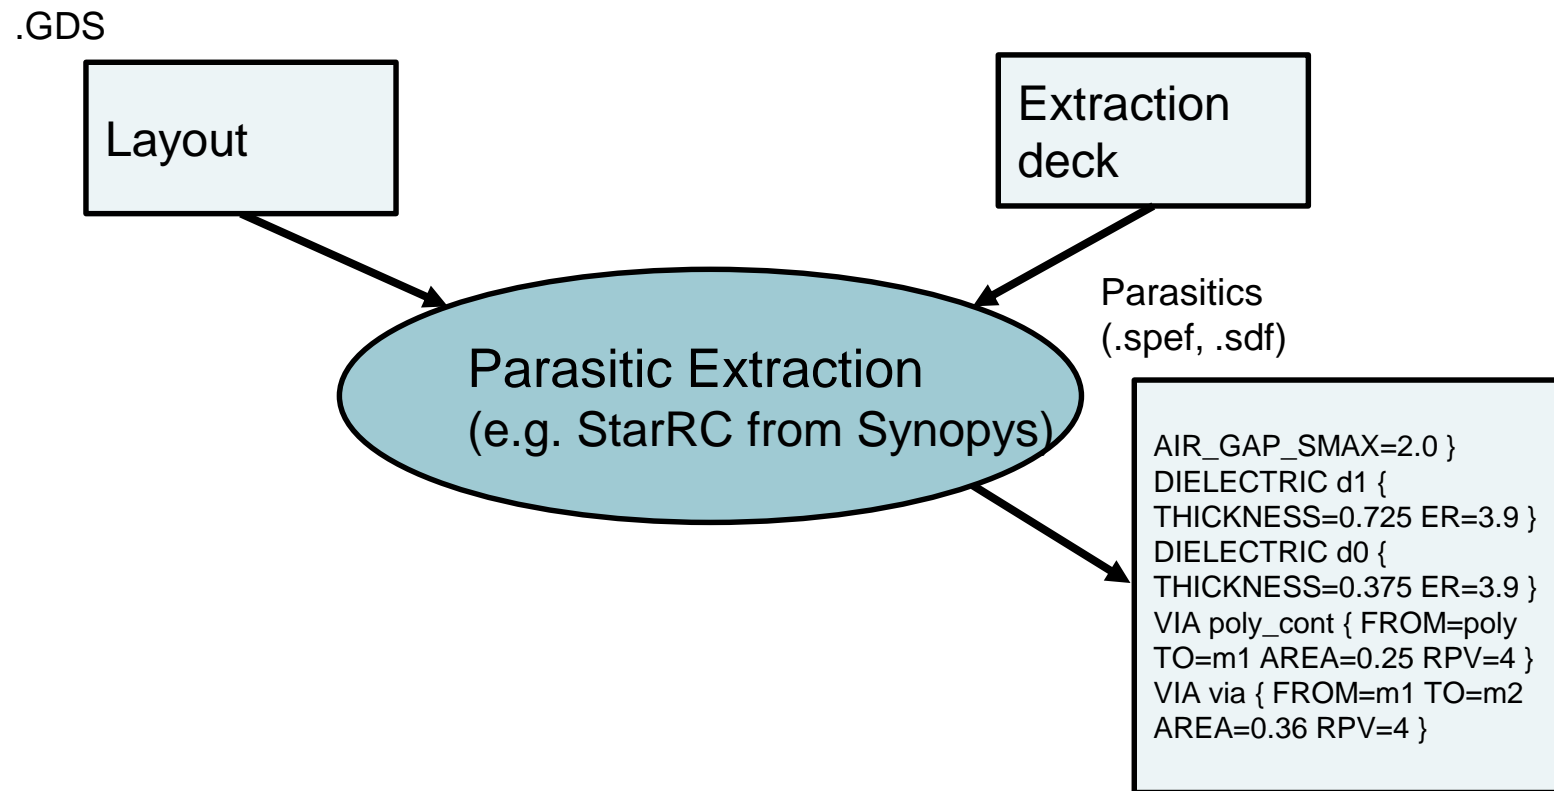 .GDS
Layout
Extraction
deck
Parasitics
(.spef, .sdf)
Parasitic Extraction
(e.g. StarRC from Synopys)
AIR_GAP_SMAX=2.0 }
DIELECTRIC d1 {
THICKNESS=0.725 ER=3.9 }
DIELECTRIC d0 {
THICKNESS=0.375 ER=3.9 }
VIA poly_cont { FROM=poly
TO=m1 AREA=0.25 RPV=4 }
VIA via { FROM=m1 TO=m2
AREA=0.36 RPV=4 }